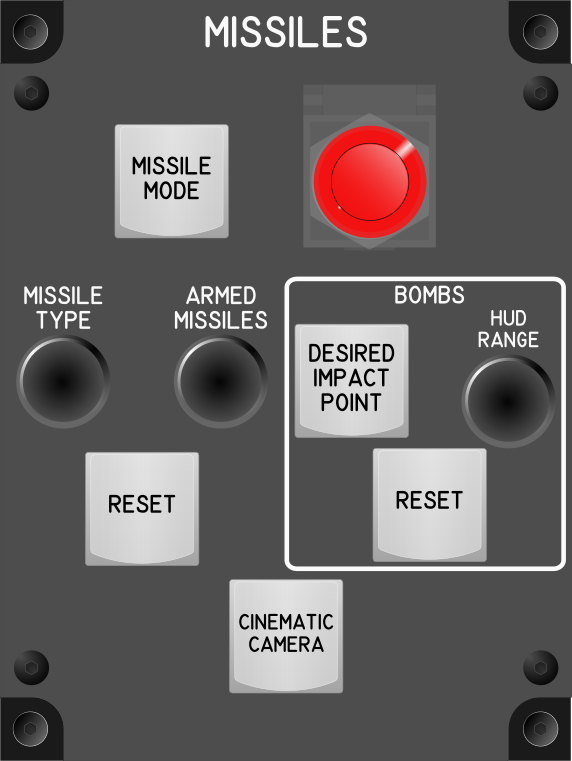 MISSILES
MISSILE
MODE
MISSILE
TYPE
ARMED
MISSILES
BOMBS
HUD
RANGE
DESIRED
IMPACT
POINT
RESET
RESET
CINEMATIC
CAMERA